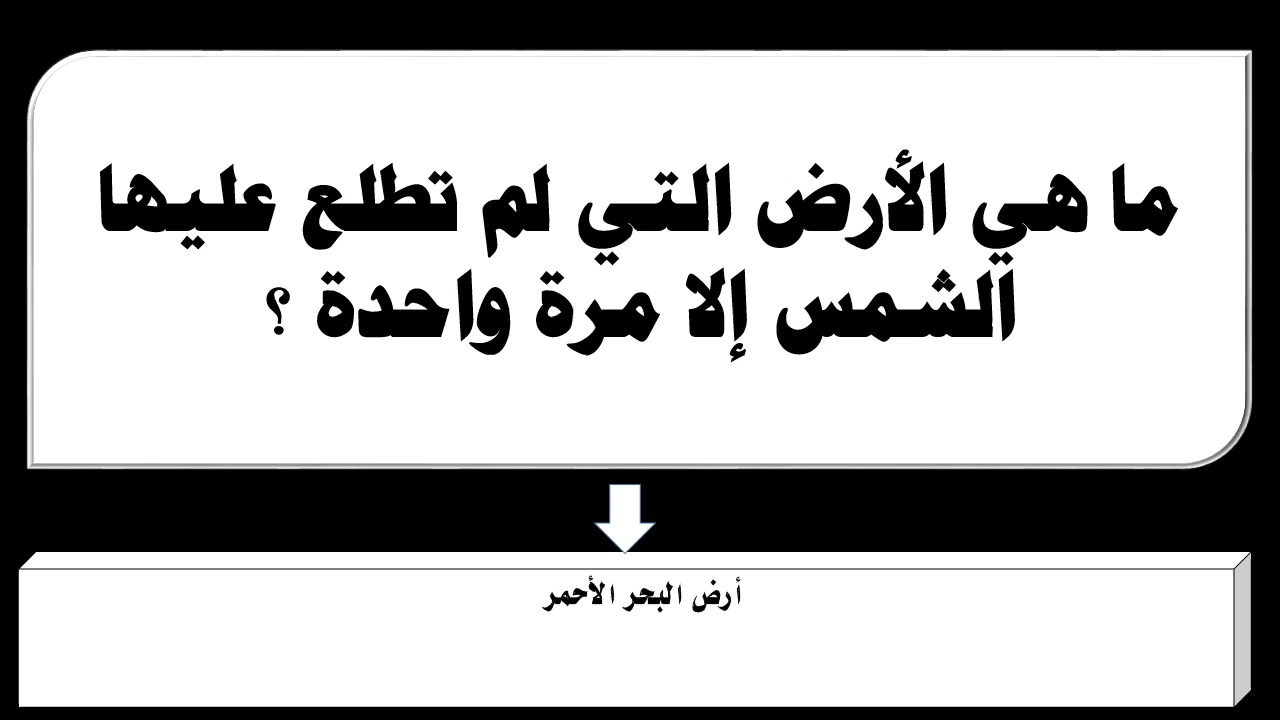 ما هي الأرض التي لم تطلع عليها
الشمس إلا مرة واحدة ؟
أرض البحر الأحمر